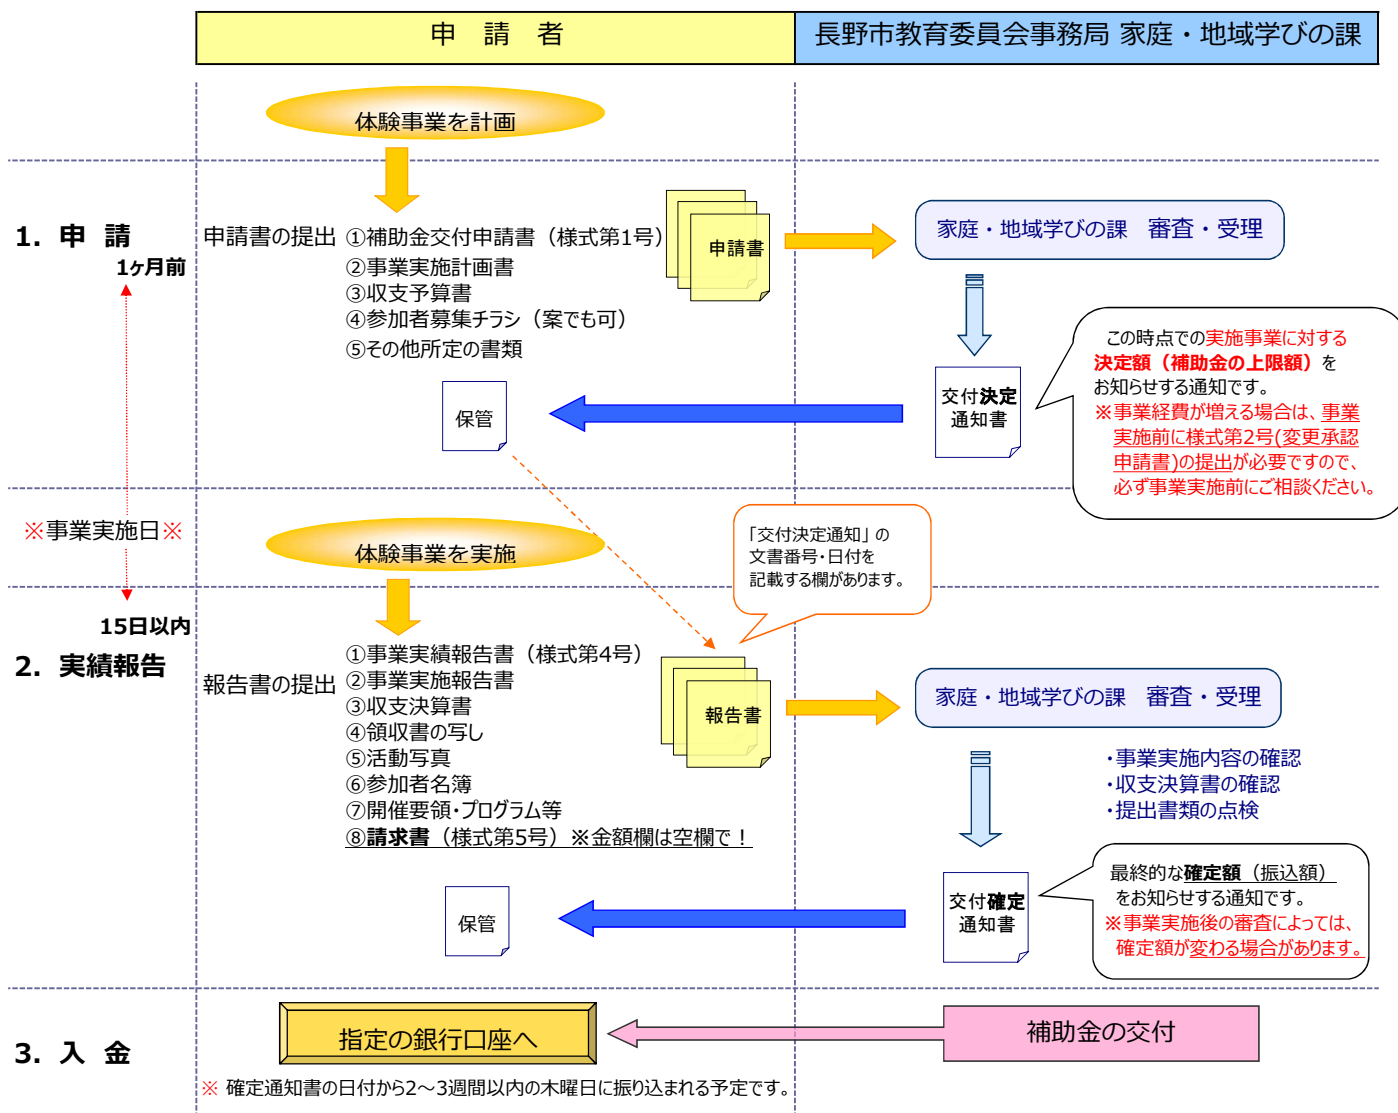 申 請 者
長野市教育委員会事務局 家庭・地域学びの課
体験事業を計画
1. 申 請
1ヶ月前
申請書の提出
①補助金交付申請書（様式第1号）
②事業実施計画書
③収支予算書
④参加者募集チラシ（案でも可）
⑤その他所定の書類
申請書
家庭・地域学びの課 審査・受理
この時点での実施事業に対する
決定額（補助金の上限額）を
お知らせする通知です。
※事業経費が増える場合は、事業
実施前に様式第2号(変更承認
申請書)の提出が必要ですので、
必ず事業実施前にご相談ください。
交付決定
通知書
保管
※事業実施日※
体験事業を実施
「交付決定通知」の
文書番号・日付を
記載する欄があります。
15日以内
2. 実績報告
報告書の提出
①事業実績報告書（様式第4号）
②事業実施報告書
③収支決算書
④領収書の写し
⑤活動写真
⑥参加者名簿
⑦開催要領・プログラム等
⑧請求書（様式第5号）※金額欄は空欄で！
報告書
家庭・地域学びの課 審査・受理
・事業実施内容の確認
・収支決算書の確認
・提出書類の点検
最終的な確定額（振込額）
をお知らせする通知です。
※事業実施後の審査によっては、
確定額が変わる場合があります。
交付確定
通知書
保管
3. 入 金
指定の銀行口座へ
補助金の交付
※ 確定通知書の日付から2～3週間以内の木曜日に振り込まれる予定です。